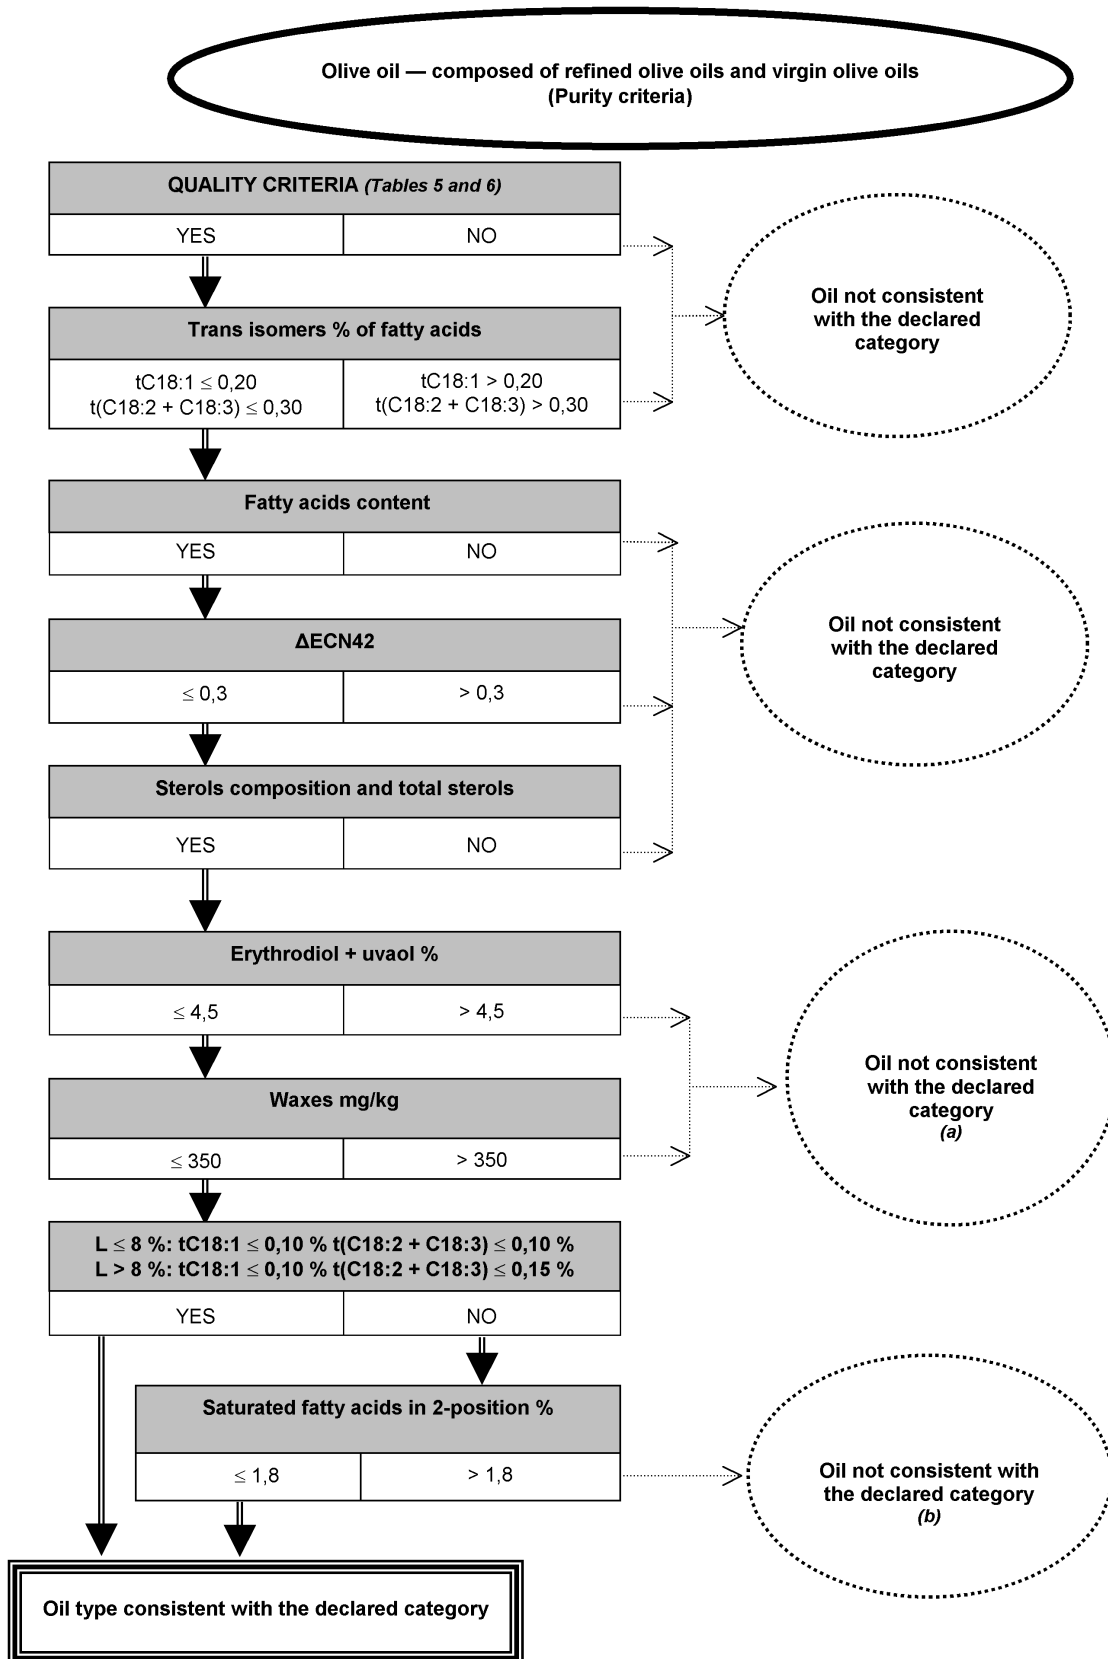 Olive oil — composed of refined olive oils and virgin olive oils
(Purity criteria)
QUALITY CRITERIA (Tables 5 and 6)
YES
NO
Oil not consistent
with the declared
category
Trans isomers % of fatty acids
tC18:1 ≤ 0,20
t(C18:2 + C18:3) ≤ 0,30
tC18:1 > 0,20
t(C18:2 + C18:3) > 0,30
Fatty acids content
YES
NO
Oil not consistent
with the declared
category
ΔECN42
≤ 0,3
> 0,3
Sterols composition and total sterols
YES
NO
Erythrodiol + uvaol %
≤ 4,5
> 4,5
Oil not consistent
with the declared
category
(a)
Waxes mg/kg
≤ 350
> 350
L ≤ 8 %: tC18:1 ≤ 0,10 % t(C18:2 + C18:3) ≤ 0,10 %
L > 8 %: tC18:1 ≤ 0,10 % t(C18:2 + C18:3) ≤ 0,15 %
YES
NO
Saturated fatty acids in 2-position %
≤ 1,8
> 1,8
Oil not consistent with
the declared category
(b)
Oil type consistent with the declared category